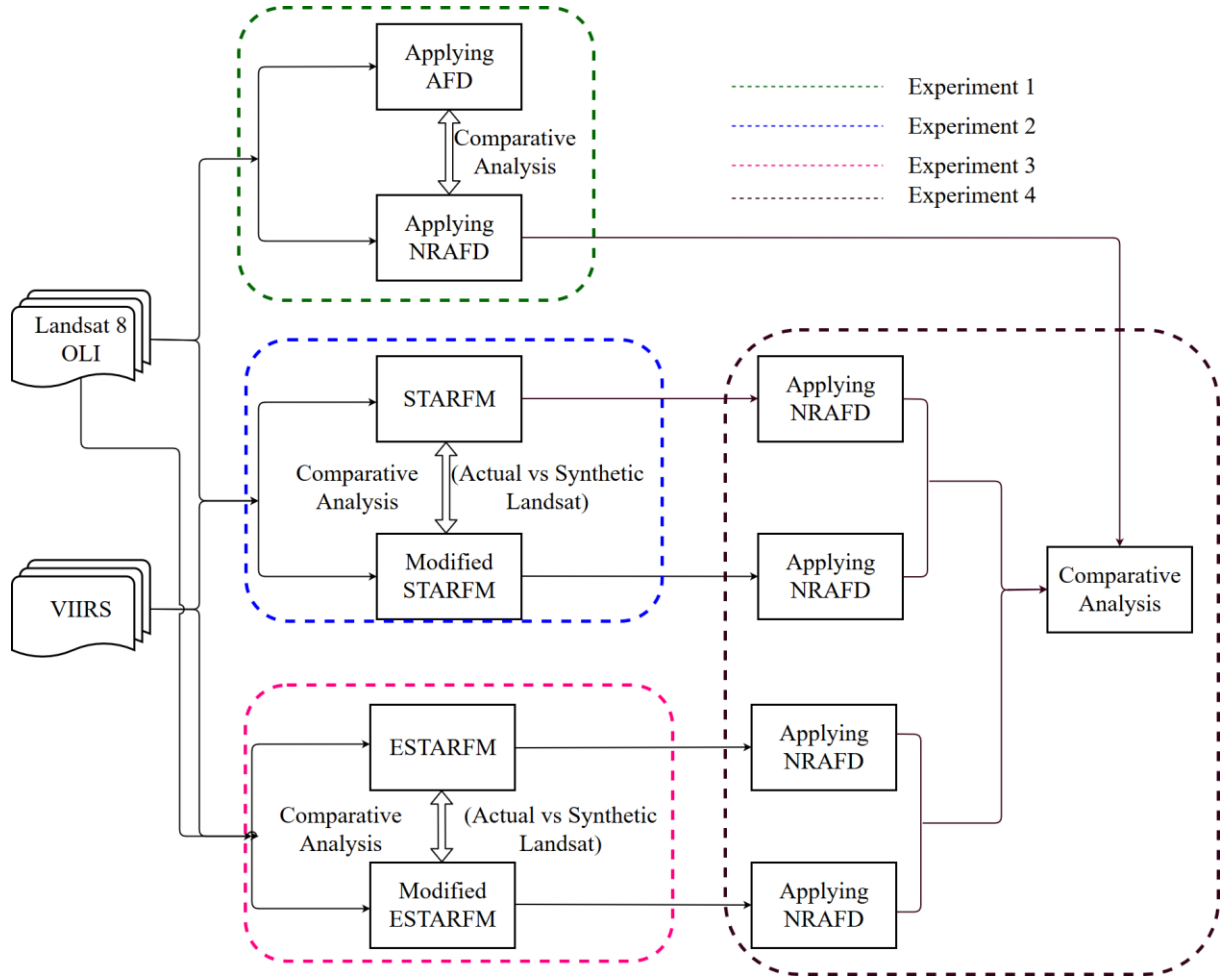 Applying
AFD
Comparative
Analysis
Applying
NRAFD
Experiment 1
Experiment 2
Experiment 3
Experiment 4
Landsat 8
OLI
VIIRS
STARFM
Comparative
Analysis
(Actual vs Synthetic
Landsat)
Modified
STARFM
Applying
NRAFD
Applying
NRAFD
Comparative
Analysis
ESTARFM
Comparative
Analysis
(Actual vs Synthetic
Landsat)
Modified
ESTARFM
Applying
NRAFD
Applying
NRAFD